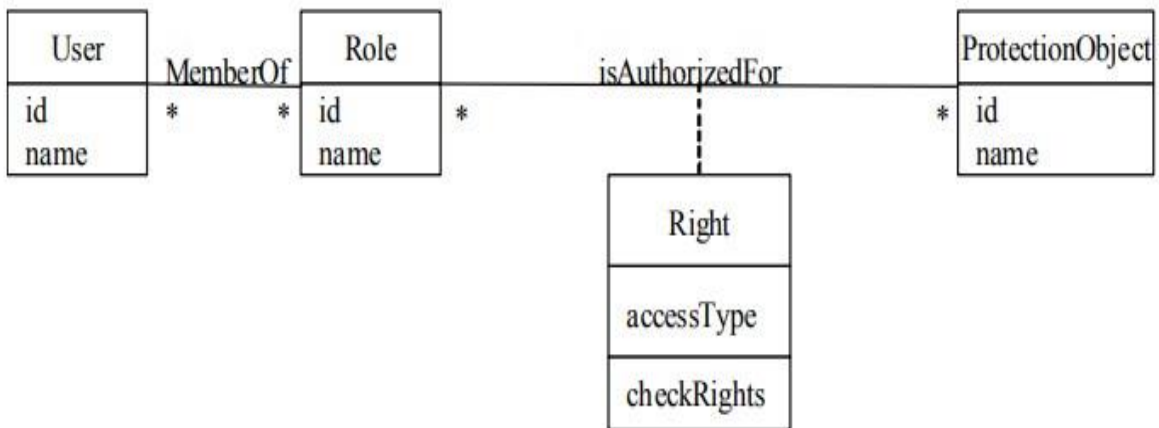 User
MemberOf
Role
isAuthorizedFor
ProtectionObject
id
name
*
*
id
name
*
*
id
name
Right
accessType
checkRights